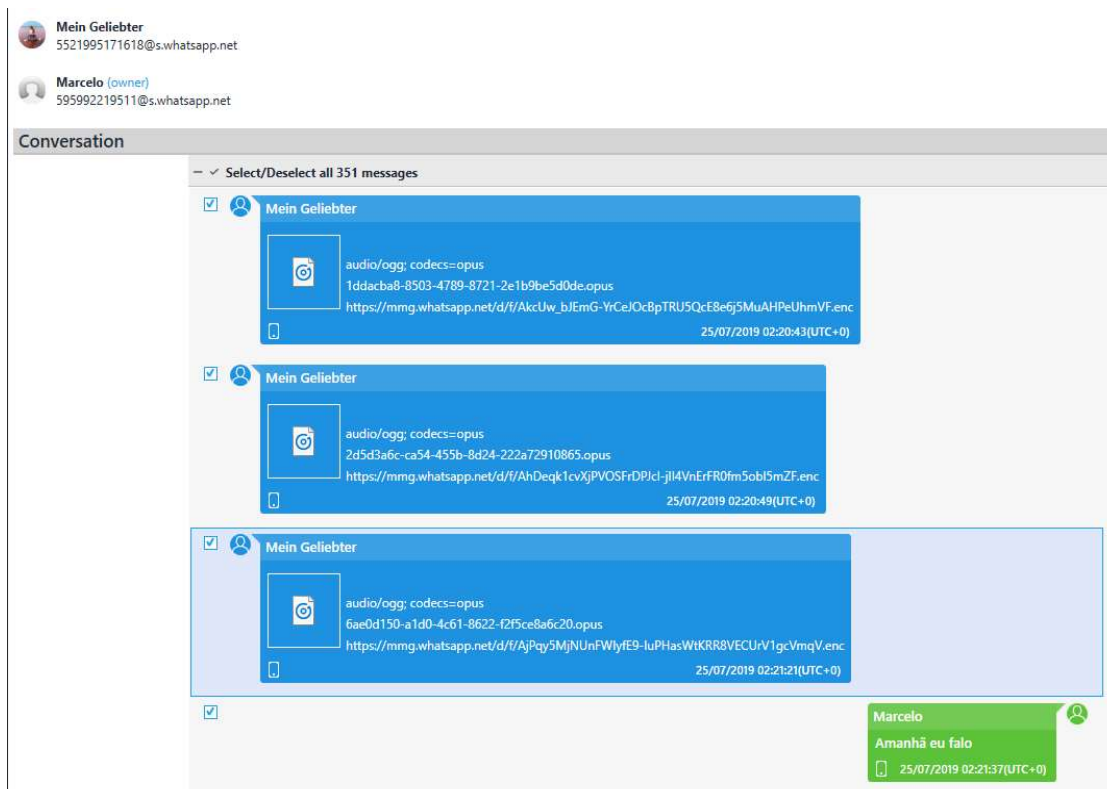 Mein Geliebter
5521995171618@s.whatsapp.net
Marcelo (owner)
595992219511@s.whatsapp.net
Conversation
Select/Deselect all 351 messages
Mein Geliebter
audio/ogg; codecs=opus
1ddacba8-8503-4789-8721-2e1b9be5d0de.opus
https://mmg.whatsapp.net/d/f/AkcUw_bJEmG-YrCeJOcBpTRU5QcE8e6j5MuAHPeUhmVF.enc
25/07/2019 02:20:43(UTC+0)
Mein Geliebter
audio/ogg; codecs=opus
2d5d3a6c-ca54-455b-8d24-222a72910865.opus
https://mmg.whatsapp.net/d/f/AhDeqk1cvXjPVOSFrDPJcI-jII4VnErFR0fm5obI5mZF.enc
25/07/2019 02:20:49(UTC+0)
Mein Geliebter
audio/ogg; codecs=opus
6ae0d150-a1d0-4c61-8622-f2f5ce8a6c20.opus
https://mmg.whatsapp.net/d/f/AjPqy5MjNUnFWIyfE9-IuPHasWtKRR8VECUrV1gcVmqV.enc
25/07/2019 02:21:21(UTC+0)
Marcelo
Amanhã eu falo
25/07/2019 02:21:37(UTC+0)